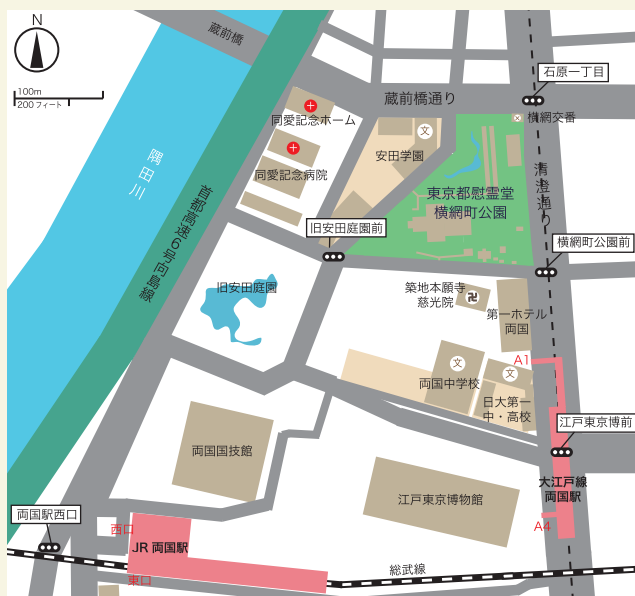 N
蔵前橋
100m
200フィート
石原一丁目
蔵前橋通り
横網交番
同愛記念ホーム
文
安田学園
同愛記念病院
隅田川
首都高速6号向島線
東京都慰霊堂
横網町公園
清澄通り
旧安田庭園前
横網町公園前
旧安田庭園
築地本願寺
慈光院
卍
第一ホテル
両国
A1
文
両国中学校
文
日大第一
中・高校
江戸東京博前
両国国技館
江戸東京博物館
大江戸線
両国駅
A4
両国駅西口
西口
JR 両国駅
東口
総武線